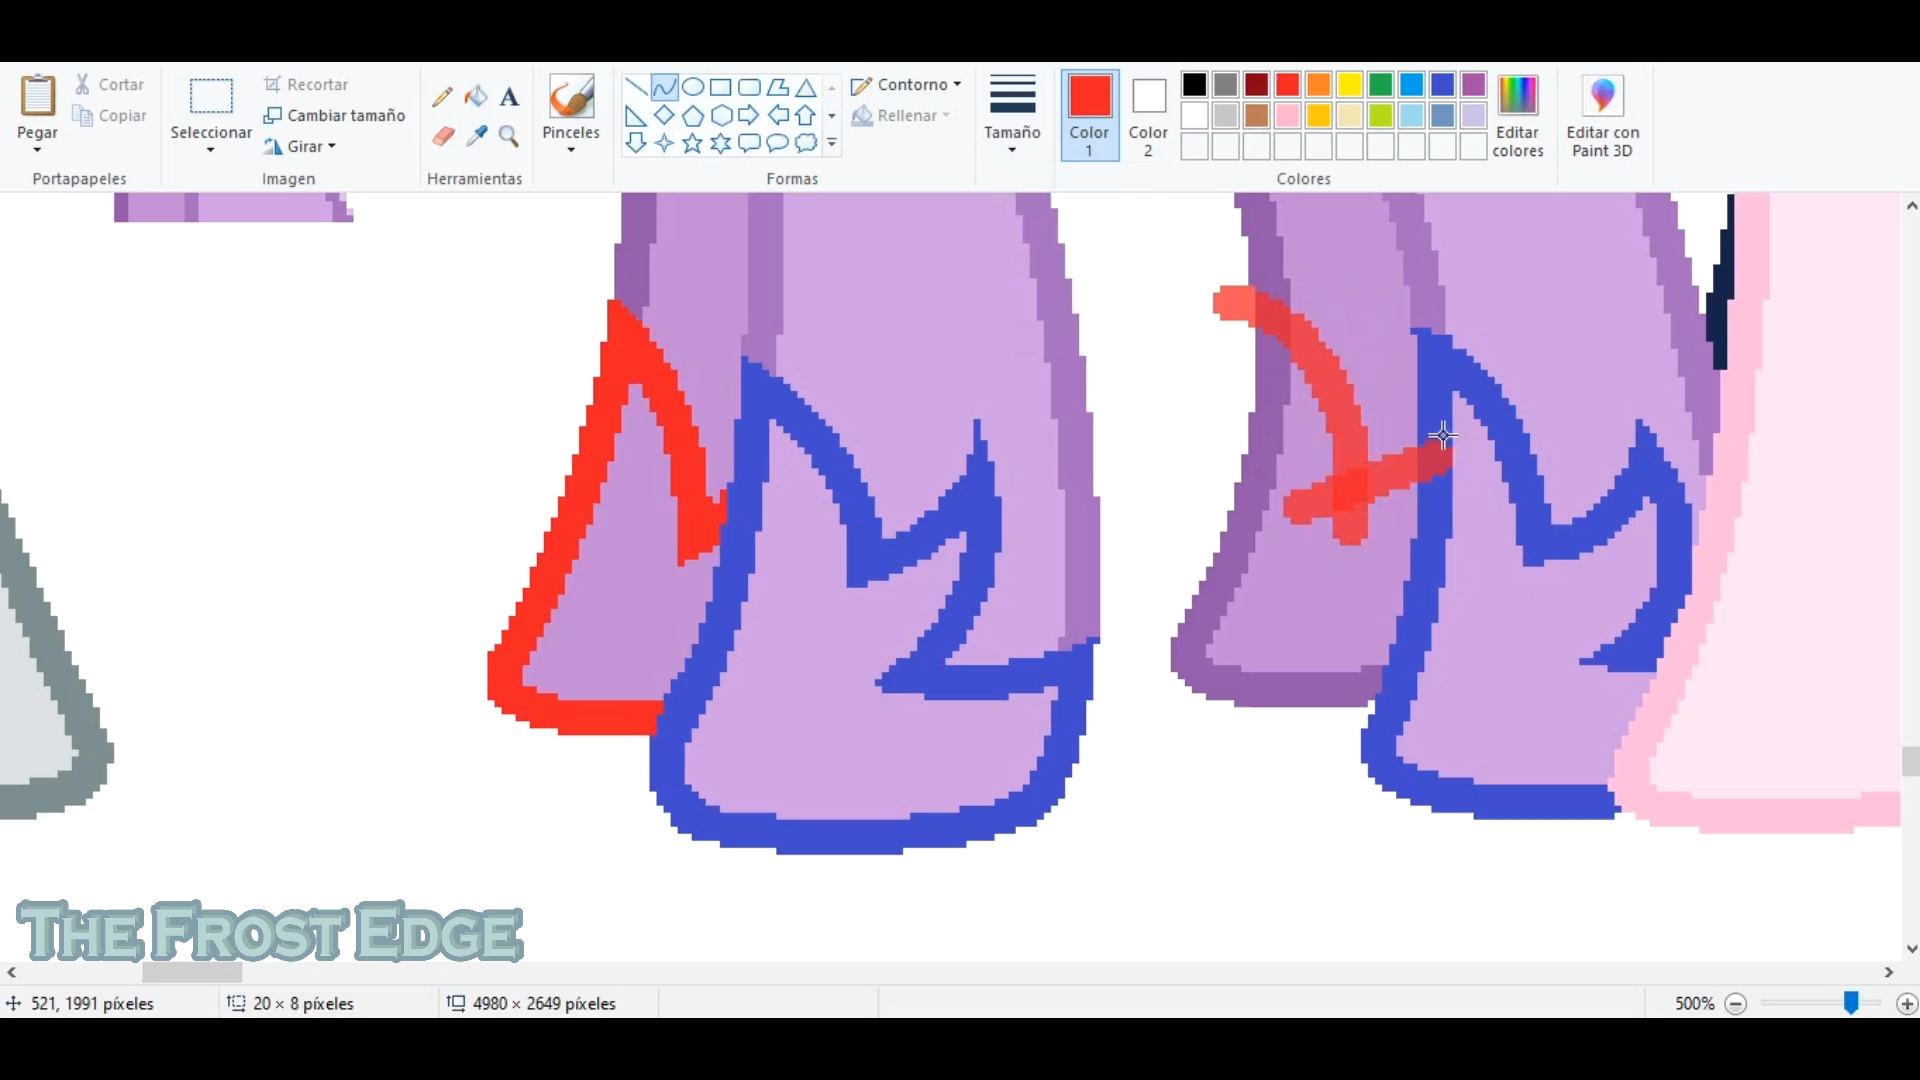 Pegar
Cortar
Copiar
Portapapeles
Seleccionar
Recortar
Cambiar tamaño
Girar
Imagen
A
Herramientas
Pinceles
Contorno
Rellenar
Formas
Tamaño
Color 1
Color 2
Colores
Editar colores
Editar con Paint 3D
THE FROST EDGE
521, 1991 píxeles
20 × 8 píxeles
4980 × 2649 píxeles
500%